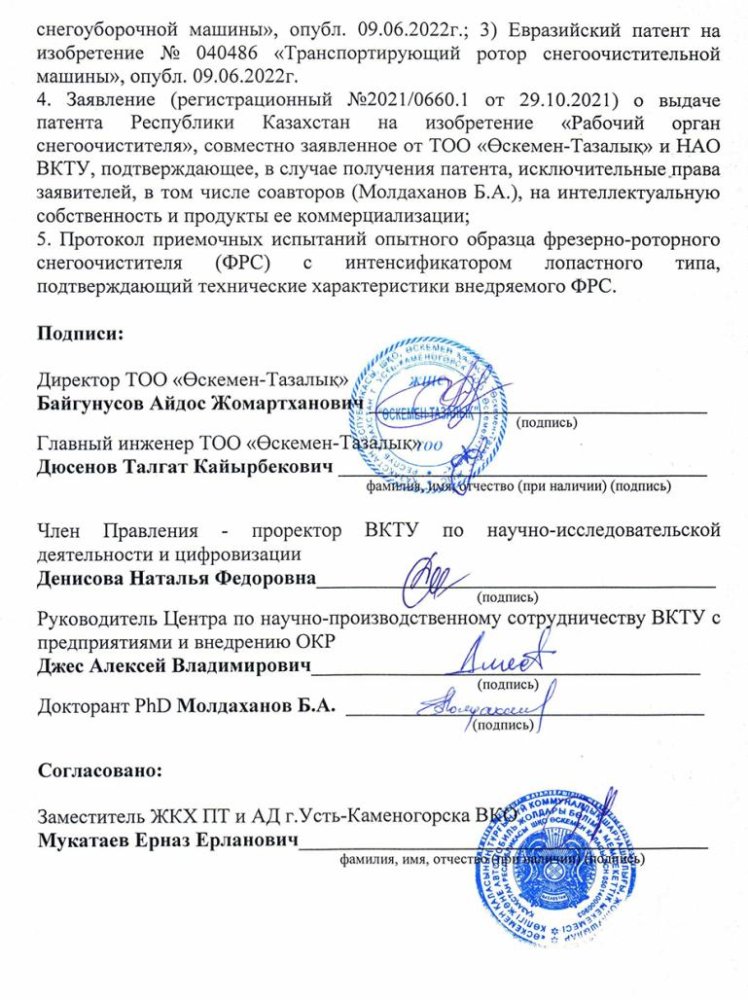 снегоуборочной машины», опубл. 09.06.2022г.; 3) Евразийский патент на
изобретение № 040486 «Транспортирующий ротор снегоочистительной
машины», опубл. 09.06.2022г.
4. Заявление (регистрационный №2021/0660.1 от 29.10.2021) о выдаче
патента Республики Казахстан на изобретение «Рабочий орган
снегоочистителя», совместно заявленное от ТОО «Өскемен-Тазалық» и НАО
ВКТУ, подтверждающее, в случае получения патента, исключительные права
заявителей, в том числе соавторов (Молдаханов Б.А.), на интеллектуальную
собственность и продукты ее коммерциализации;
5. Протокол приемочных испытаний опытного образца фрезерно-роторного
снегоочистителя (ФРС) с интенсификатором лопастного типа,
подтверждающий технические характеристики внедряемого ФРС.
Подписи:
Директор ТОО «Өскемен-Тазалық»
Байгунусов Айдос Жомартханович
(подпись)
ЖШС
"ӨСКЕМЕН ТАЗАЛЫҚ"
ТОО
Главный инженер ТОО «Өскемен-Тазалық»
Дюсенов Талгат Кайырбекович
фамилия, имя, отчество (при наличии) (подпись)
Член Правления - проректор ВКТУ по научно-исследовательской
деятельности и цифровизации
Денисова Наталья Федоровна
(подпись)
Руководитель Центра по научно-производственному сотрудничеству ВКТУ с
предприятиями и внедрению ОКР
Джес Алексей Владимирович
(подпись)
Докторант PhD Молдаханов Б.А.
(подпись)
Согласовано:
Заместитель ЖКХ ПТ и АД г.Усть-Каменогорска ВКО
Мукатаев Ерназ Ерланович
фамилия, имя, отчество (при наличии) (подпись)